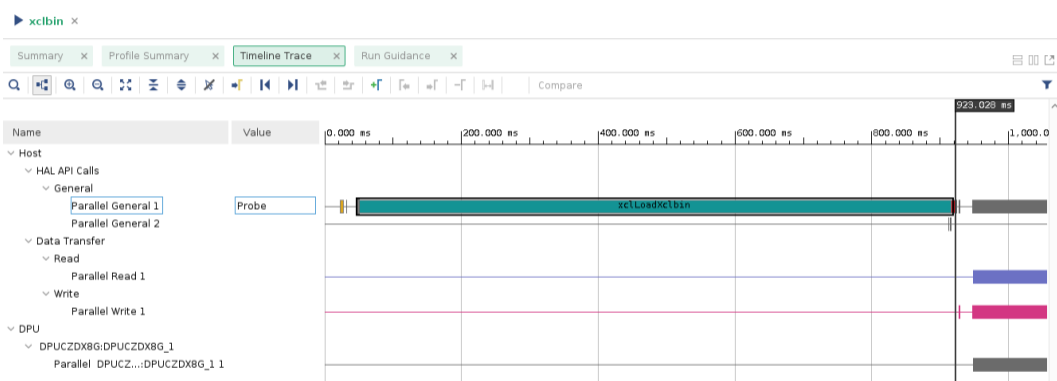 xclbin
Summary Profile Summary Timeline Trace Run Guidance
Compare
923.028 ms
Name Value 0.000 ms 200.000 ms 400.000 ms 600.000 ms 800.000 ms 1,000.0
Host
HAL API Calls
General
Parallel General 1 Probe xclLoadXclbin
Parallel General 2
Data Transfer
Read
Parallel Read 1
Write
Parallel Write 1
DPU
DPUCZDX8G:DPUCZDX8G_1
Parallel DPUCZ...:DPUCZDX8G_1 1